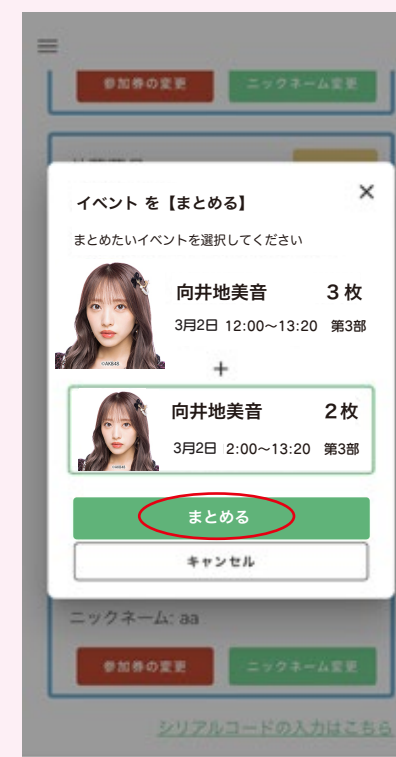 参加券の変更 ニックネーム変更
イベント を【まとめる】 ×
まとめたいイベントを選択してください
向井地美音 3枚
3月2日 12:00〜13:20 第3部
©AKB48
+
向井地美音 2枚
3月2日 2:00〜13:20 第3部
まとめる
キャンセル
ニックネーム: aa
参加券の変更 ニックネーム変更
シリアルコードの入力はこちら